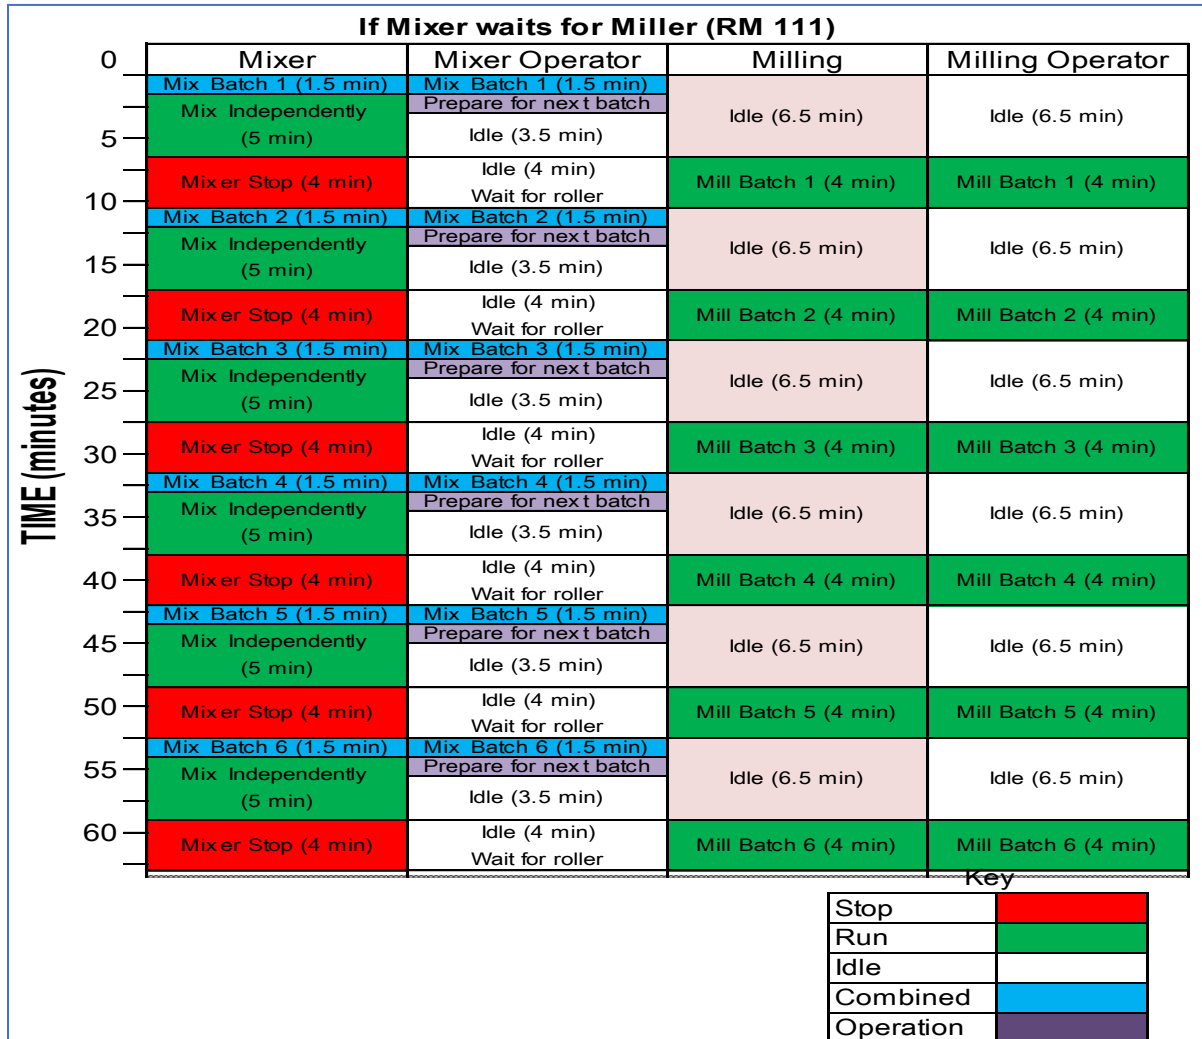 If Mixer waits for Miller (RM 111)
0 Mixer Mixer Operator Milling Milling Operator
Mix Batch 1 (1.5 min) Mix Batch 1 (1.5 min)
Prepare for next batch
Mix Independently
(5 min)
Idle (3.5 min)
Idle (6.5 min) Idle (6.5 min)
5
Mixer Stop (4 min)
Idle (4 min)
Wait for roller
Mill Batch 1 (4 min) Mill Batch 1 (4 min)
10
Mix Batch 2 (1.5 min) Mix Batch 2 (1.5 min)
Prepare for next batch
Mix Independently
(5 min)
Idle (3.5 min)
Idle (6.5 min) Idle (6.5 min)
15
Mixer Stop (4 min)
Idle (4 min)
Wait for roller
Mill Batch 2 (4 min) Mill Batch 2 (4 min)
20
Mix Batch 3 (1.5 min) Mix Batch 3 (1.5 min)
Prepare for next batch
Mix Independently
(5 min)
Idle (3.5 min)
Idle (6.5 min) Idle (6.5 min)
25
Mixer Stop (4 min)
Idle (4 min)
Wait for roller
Mill Batch 3 (4 min) Mill Batch 3 (4 min)
30
TIME (minutes)
Mix Batch 4 (1.5 min) Mix Batch 4 (1.5 min)
Prepare for next batch
Mix Independently
(5 min)
Idle (3.5 min)
Idle (6.5 min) Idle (6.5 min)
35
Mixer Stop (4 min)
Idle (4 min)
Wait for roller
Mill Batch 4 (4 min) Mill Batch 4 (4 min)
40
Mix Batch 5 (1.5 min) Mix Batch 5 (1.5 min)
Prepare for next batch
Mix Independently
(5 min)
Idle (3.5 min)
Idle (6.5 min) Idle (6.5 min)
45
Mixer Stop (4 min)
Idle (4 min)
Wait for roller
Mill Batch 5 (4 min) Mill Batch 5 (4 min)
50
Mix Batch 6 (1.5 min) Mix Batch 6 (1.5 min)
Prepare for next batch
Mix Independently
(5 min)
Idle (3.5 min)
Idle (6.5 min) Idle (6.5 min)
55
Mixer Stop (4 min)
Idle (4 min)
Wait for roller
Mill Batch 6 (4 min) Mill Batch 6 (4 min)
60
Key
Stop
Run
Idle
Combined
Operation